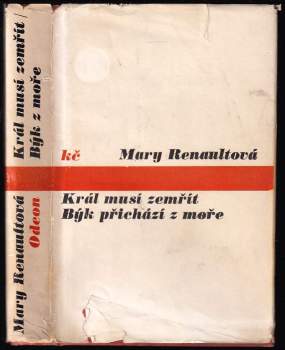 Mary Renaultová
Odeon
Král musí zemřít /
Býk z moře
kč
Mary Renaultová
Král musí zemřít
Býk přichází z moře